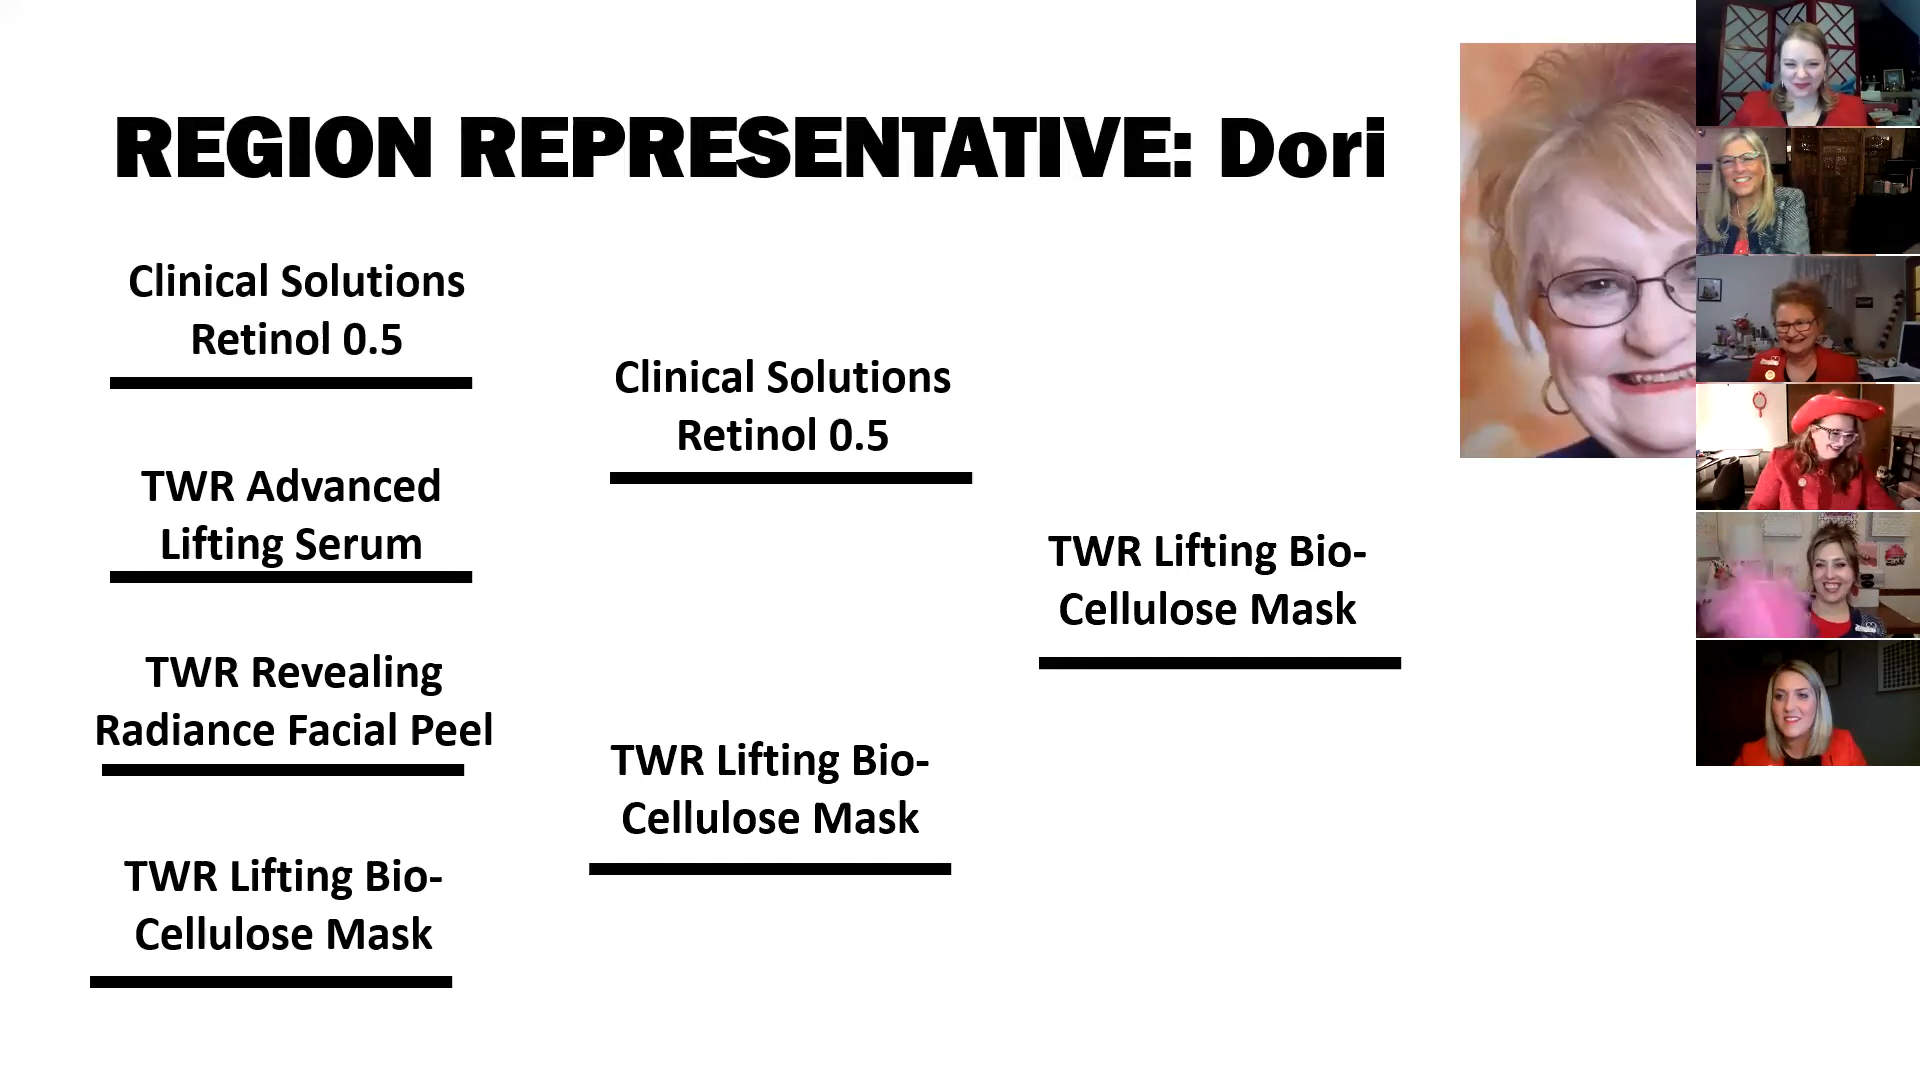 REGION REPRESENTATIVE: Dori
Clinical Solutions
Retinol 0.5
TWR Advanced
Lifting Serum
TWR Revealing
Radiance Facial Peel
TWR Lifting Bio-
Cellulose Mask
Clinical Solutions
Retinol 0.5
TWR Lifting Bio-
Cellulose Mask
TWR Lifting Bio-
Cellulose Mask